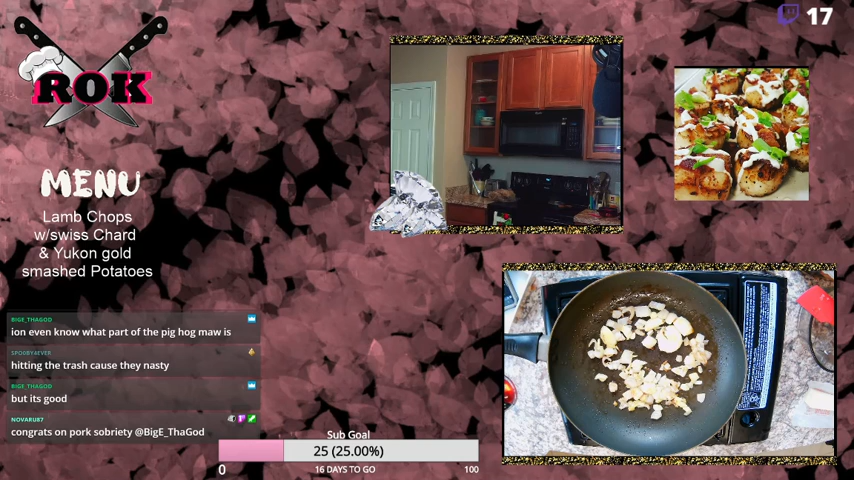 17
ROK
MENU
Lamb Chops
w/swiss Chard
& Yukon gold
smashed Potatoes
BIGE_THAGOD
ion even know what part of the pig hog maw is
SPOOBY4EVER
hitting the trash cause they nasty
BIGE_THAGOD
but its good
NOVARU87
congrats on pork sobriety @BigE_ThaGod
Sub Goal
25 (25.00%)
0
16 DAYS TO GO
100